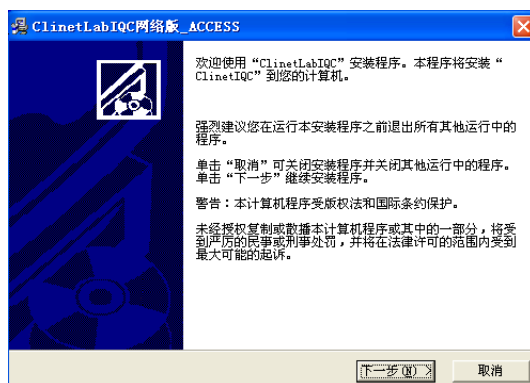 ClinetLabIQC网络版_ACCESS
欢迎使用“ClinetLabIQC”安装程序。本程序将安装“
ClinetIQC”到您的计算机。
强烈建议您在运行本安装程序之前退出所有其他运行中的
程序。
单击“取消”可关闭安装程序并关闭其他运行中的程序。
单击“下一步”继续安装程序。
警告：本计算机程序受版权法和国际条约保护。
未经授权复制或散播本计算机程序或其中的一部分，将受
到严厉的民事或刑事处罚，并将在法律许可的范围内受到
最大可能的起诉。
下一步(N) >
取消